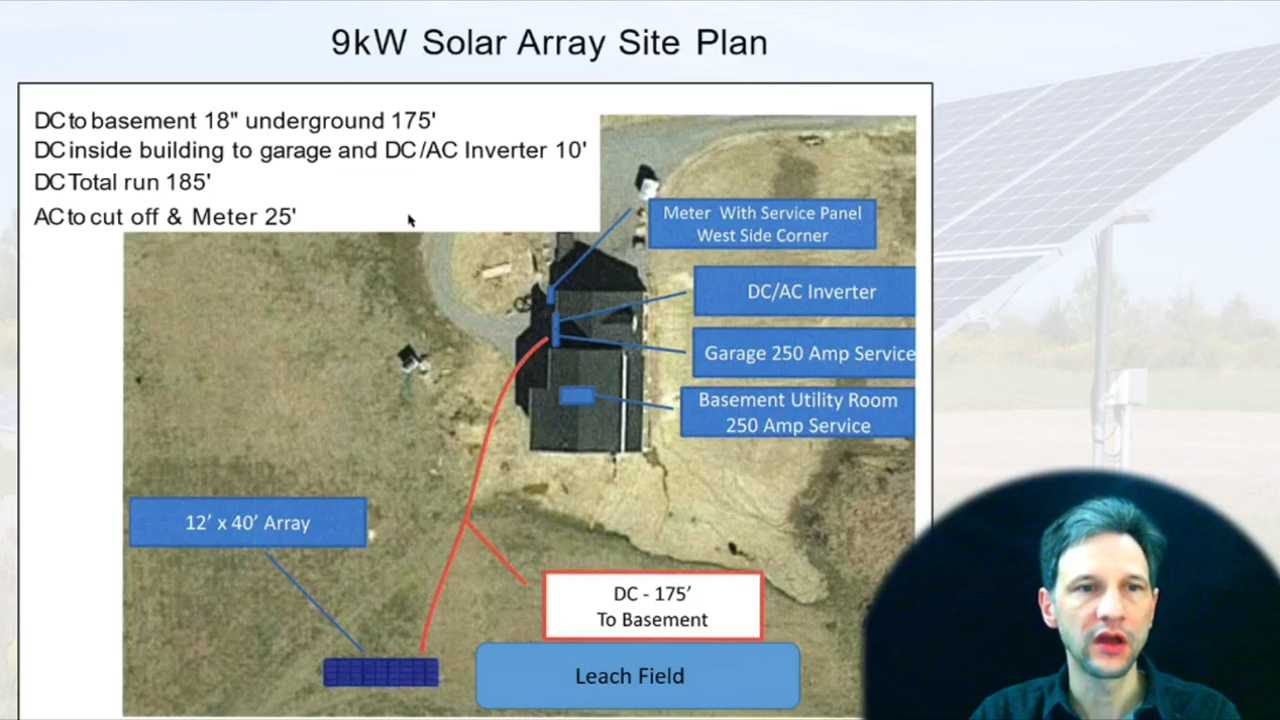 9kW Solar Array Site Plan
DC to basement 18" underground 175'
DC inside building to garage and DC/AC Inverter 10'
DC Total run 185'
AC to cut off & Meter 25'
Meter With Service Panel
West Side Corner
DC/AC Inverter
Garage 250 Amp Service
Basement Utility Room
250 Amp Service
12’ x 40’ Array
DC - 175’
To Basement
Leach Field